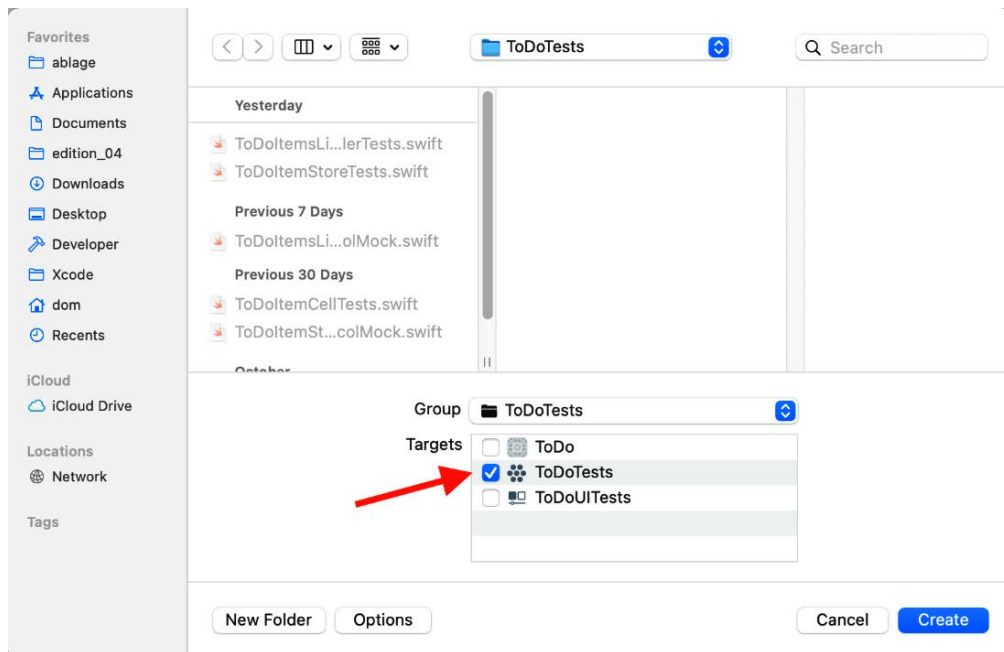 Favorites
ablage
Applications
Documents
edition_04
Downloads
Desktop
Developer
Xcode
dom
Recents
iCloud
iCloud Drive
Locations
Network
Tags
ToDoTests
Search
Yesterday
ToDoItemsLi...lerTests.swift
ToDoItemStoreTests.swift
Previous 7 Days
ToDoItemsLi...olMock.swift
Previous 30 Days
ToDoItemCellTests.swift
ToDoItemSt...colMock.swift
October
Group ToDoTests
Targets ToDo
ToDoTests
ToDoUITests
New Folder Options Cancel Create